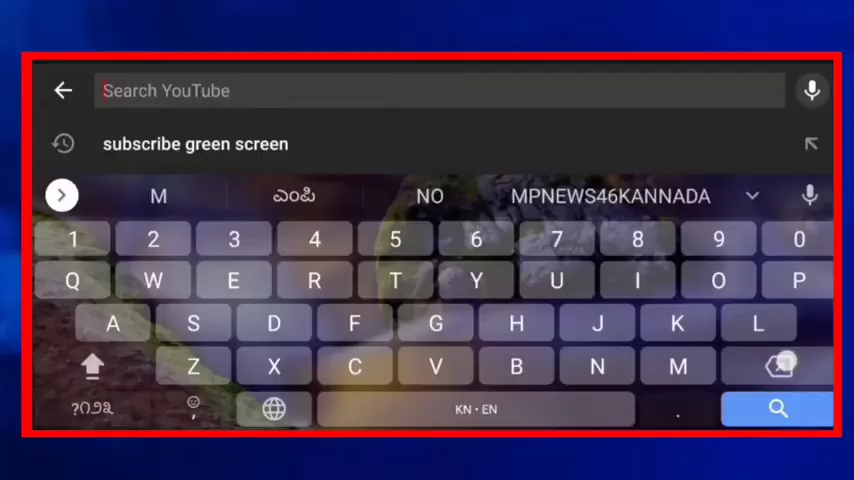 Search YouTube
subscribe green screen
M ಎಂಪಿ NO MPNEWS46KANNADA
1 2 3 4 5 6 7 8 9 0
Q W E R T Y U I O P
A S D F G H J K L
Z X C V B N M
?೧೨೩ , KN • EN .